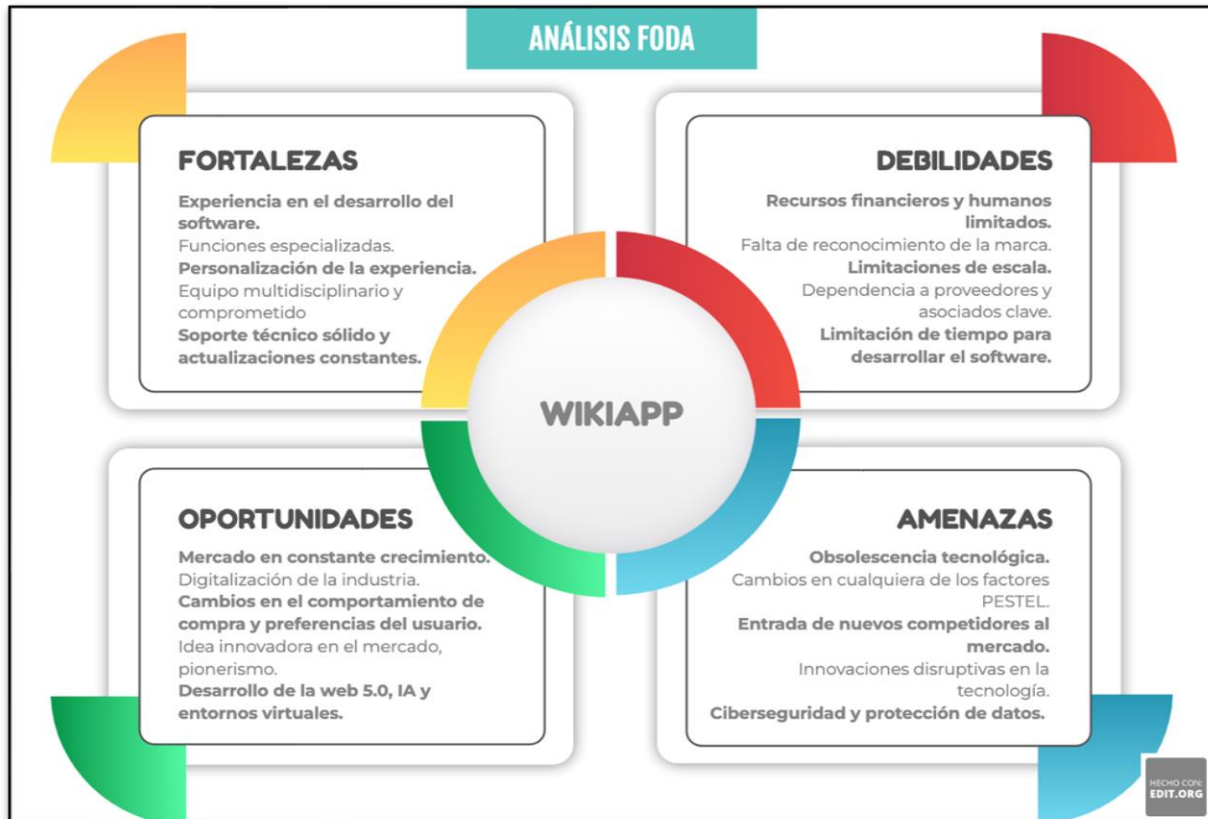 ANÁLISIS FODA
FORTALEZAS
Experiencia en el desarrollo del
software.
Funciones especializadas.
Personalización de la experiencia.
Equipo multidisciplinario y
comprometido
Soporte técnico sólido y
actualizaciones constantes.
DEBILIDADES
Recursos financieros y humanos
limitados.
Falta de reconocimiento de la marca.
Limitaciones de escala.
Dependencia a proveedores y
asociados clave.
Limitación de tiempo para
desarrollar el software.
WIKIAPP
OPORTUNIDADES
Mercado en constante crecimiento.
Digitalización de la industria.
Cambios en el comportamiento de
compra y preferencias del usuario.
Idea innovadora en el mercado,
pionerismo.
Desarrollo de la web 5.0, IA y
entornos virtuales.
AMENAZAS
Obsolescencia tecnológica.
Cambios en cualquiera de los factores
PESTEL.
Entrada de nuevos competidores al
mercado.
Innovaciones disruptivas en la
tecnología.
Ciberseguridad y protección de datos.
HECHO CON:
EDIT.ORG